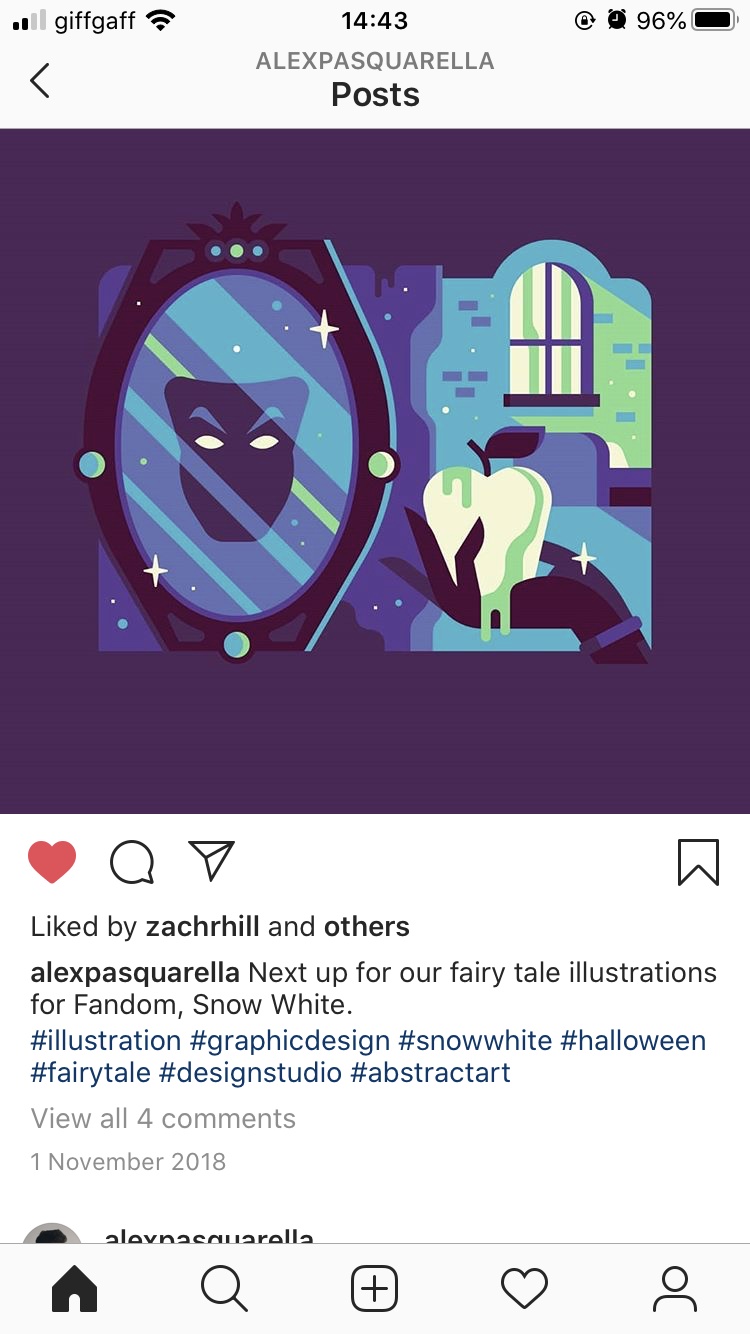 giffgaff 14:43 96%
ALEXPASQUARELLA
Posts
Liked by zachrhill and others
alexpasquarella Next up for our fairy tale illustrations
for Fandom, Snow White.
#illustration #graphicdesign #snowwhite #halloween
#fairytale #designstudio #abstractart
View all 4 comments
1 November 2018
alexpasquarella